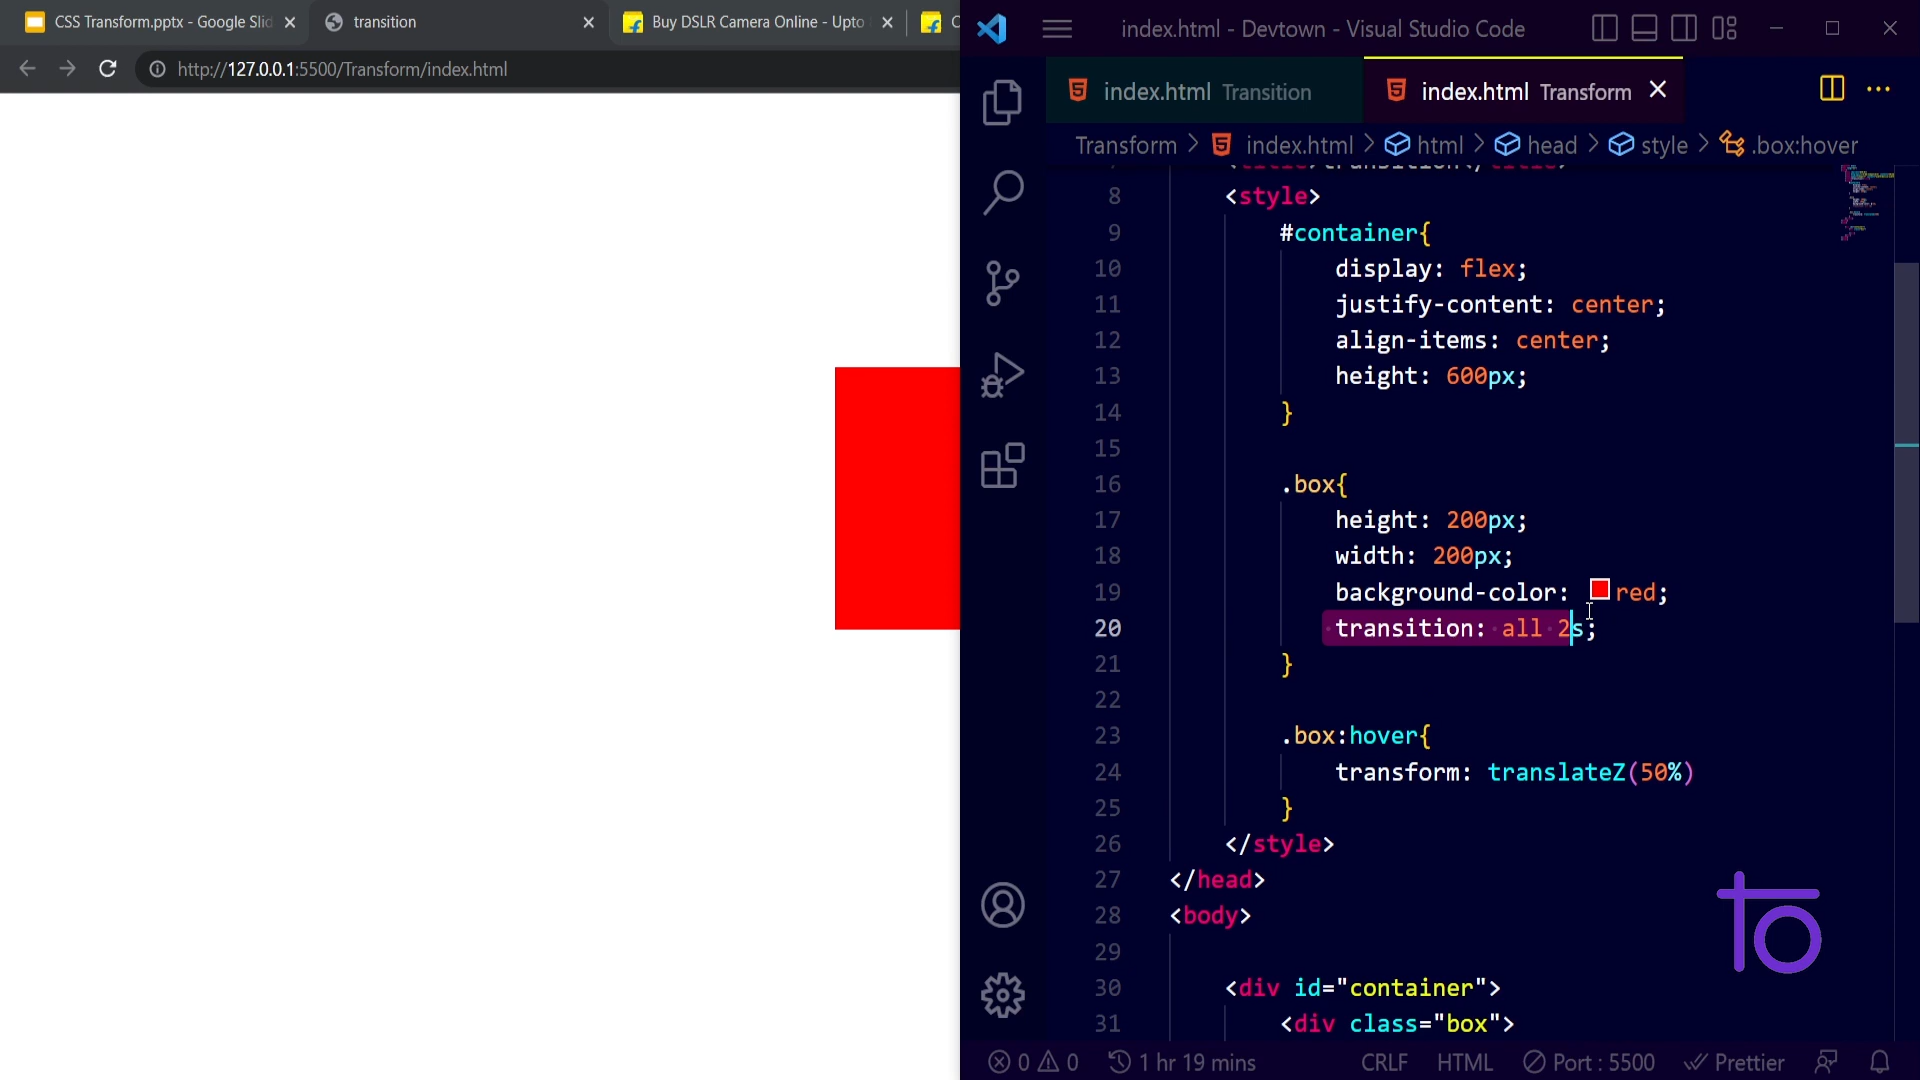 CSS Transform.pptx - Google Slid
transition
Buy DSLR Camera Online - Upto
http://127.0.0.1:5500/Transform/index.html
index.html - Devtown - Visual Studio Code
index.html Transition
index.html Transform
Transform > index.html > html > head > style > .box:hover
8 <style>
9 #container{
10 display: flex;
11 justify-content: center;
12 align-items: center;
13 height: 600px;
14 }
15
16 .box{
17 height: 200px;
18 width: 200px;
19 background-color: red;
20 transition: all 2s;
21 }
22
23 .box:hover{
24 transform: translateZ(50%)
25 }
26 </style>
27 </head>
28 <body>
29
30 <div id="container">
31 <div class="box">
0 0 1 hr 19 mins CRLF HTML Port : 5500 Prettier